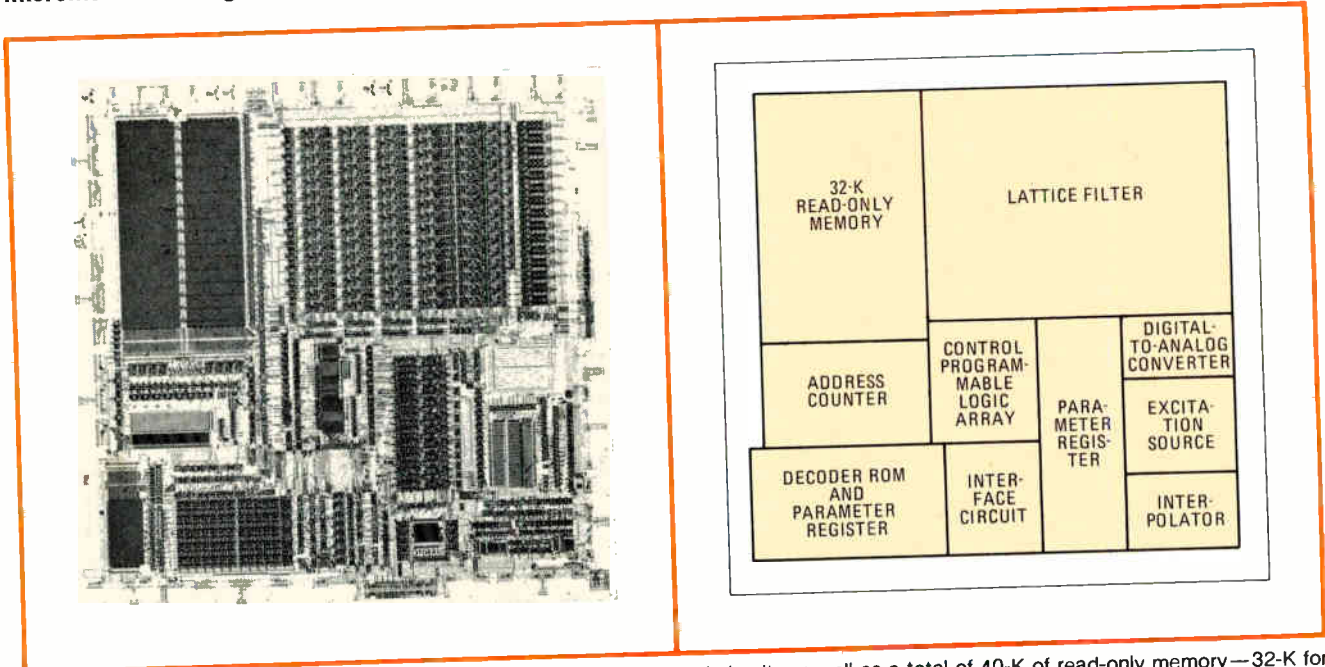 32-K
READ-ONLY
MEMORY
LATTICE FILTER
ADDRESS
COUNTER
CONTROL
PROGRAM-
MABLE
LOGIC
ARRAY
PARA-
METER
REGIS-
TER
DIGITAL-
TO-ANALOG
CONVERTER
EXCITA-
TION
SOURCE
DECODER ROM
AND
PARAMETER
REGISTER
INTER-
FACE
CIRCUIT
INTER-
POLATOR
well as a total of 40-K of read-only memory—32-K for